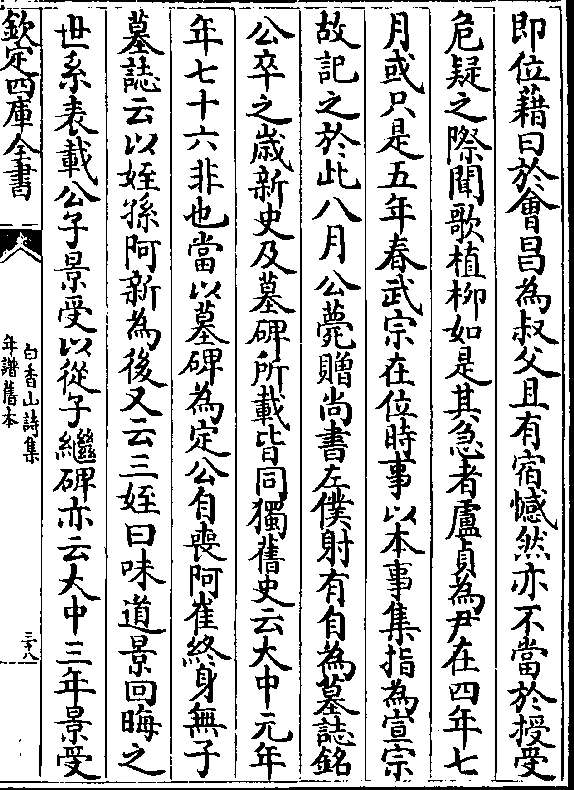 即位藉曰於會昌為叔父且有宿憾然亦不當於授受
危疑之際聞歌植柳如是其急者盧貞為尹在四年七
月或只是五年春武宗在位時事以本事集指為宣宗
故記之於此八月公薨贈尚書左僕射有自為墓誌銘
公卒之歳新史及墓碑所載皆同獨舊史云大中元年
年七十六非也當以墓碑為定公自喪阿崔終身無子
墓誌云以姪孫阿新為後又云三姪曰味道景回晦之
世系表載公子景受以從子繼碑亦云大中三年景受
欽定四庫全書
白香山詩集
年譜舊本
三十八